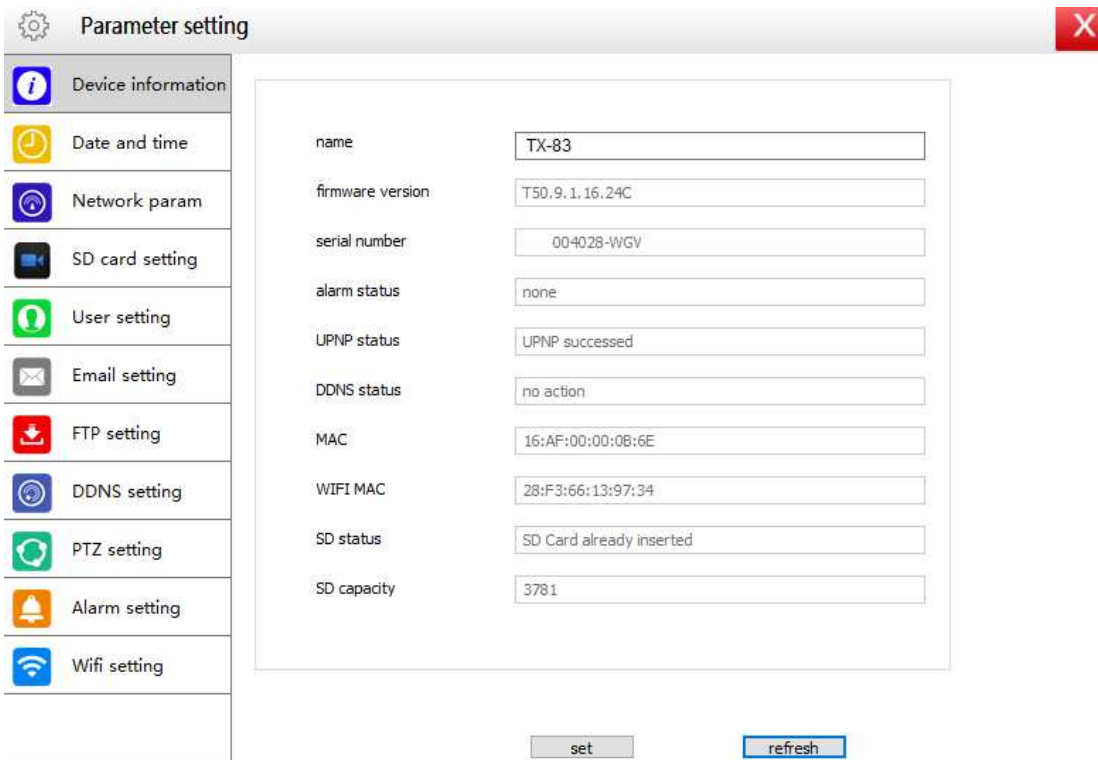 Parameter setting
X
Device information
Date and time
Network param
SD card setting
User setting
Email setting
FTP setting
DDNS setting
PTZ setting
Alarm setting
Wifi setting
name TX-83
firmware version T50.9.1.16.24C
serial number 004028-WGV
alarm status none
UPNP status UPNP successed
DDNS status no action
MAC 16:AF:00:00:0B:6E
WIFI MAC 28:F3:66:13:97:34
SD status SD Card already inserted
SD capacity 3781
set refresh